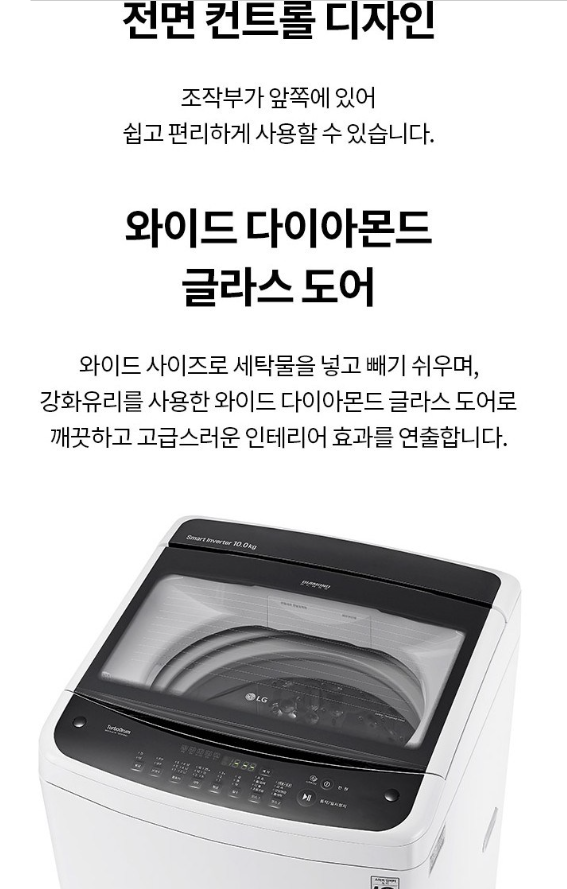 전면 컨트롤 디자인
조작부가 앞쪽에 있어
쉽고 편리하게 사용할 수 있습니다.
와이드 다이아몬드
글라스 도어
와이드 사이즈로 세탁물을 넣고 빼기 쉬우며,
강화유리를 사용한 와이드 다이아몬드 글라스 도어로
깨끗하고 고급스러운 인테리어 효과를 연출합니다.
Smart Inverter 10.0kg
LG
TurboDrum